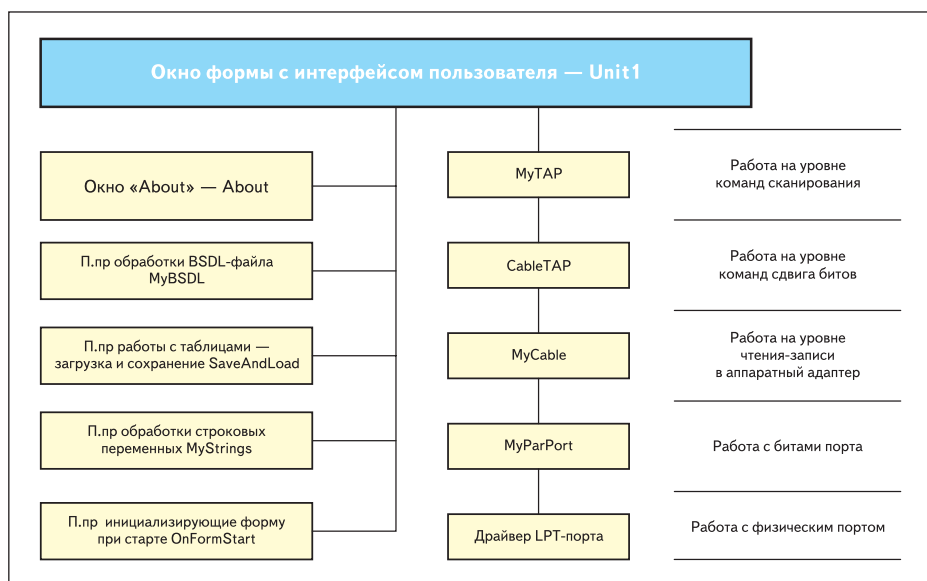 Окно формы с интерфейсом пользователя — Unit1
Окно «About» — About
П.пр обработки BSDL-файла
MyBSDL
П.пр работы с таблицами —
загрузка и сохранение SaveAndLoad
П.пр обработки строковых
переменных MyStrings
П.пр инициализирующие форму
при старте OnFormStart
MyTAP
CableTAP
MyCable
MyParPort
Драйвер LPT-порта
Работа на уровне
команд сканирования
Работа на уровне
команд сдвига битов
Работа на уровне
чтения-записи
в аппаратный адаптер
Работа с битами порта
Работа с физическим портом